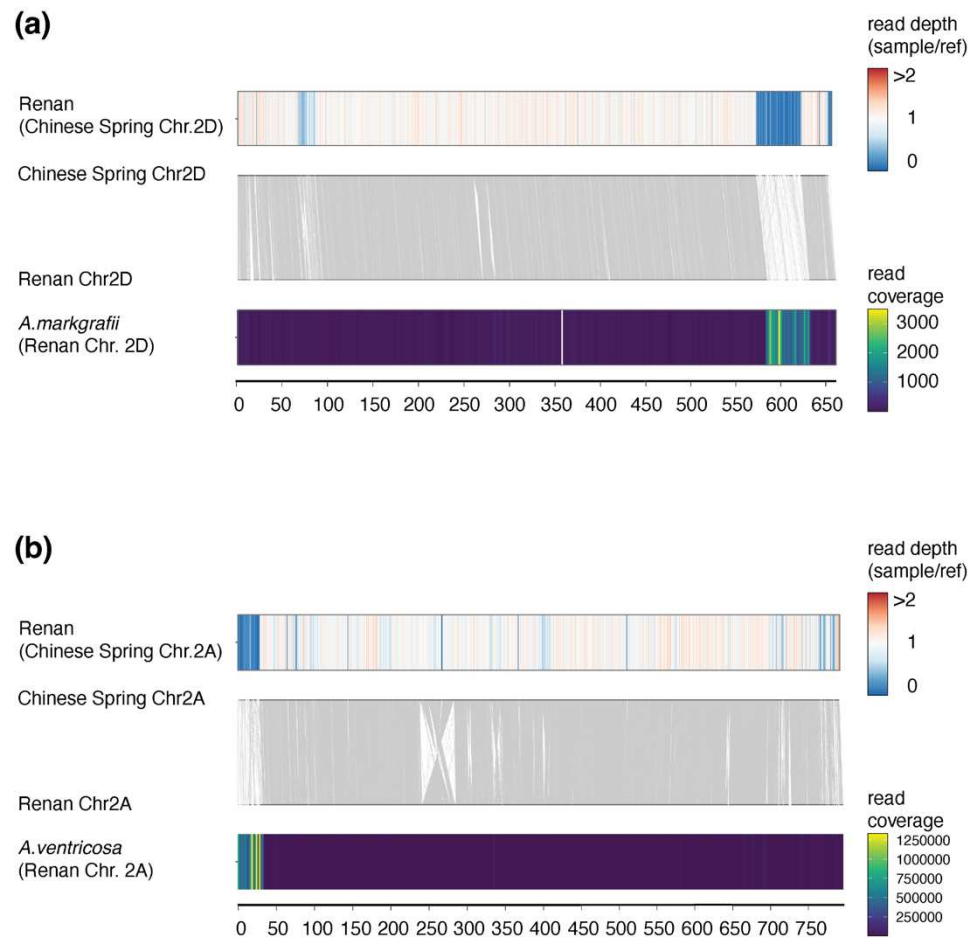 (a)
read depth
(sample/ref)
>2
1
0
Renan
(Chinese Spring Chr.2D)
Chinese Spring Chr2D
Renan Chr2D
read
coverage
3000
2000
1000
A.markgrafii
(Renan Chr. 2D)
0 50 100 150 200 250 300 350 400 450 500 550 600 650
(b)
read depth
(sample/ref)
>2
1
0
Renan
(Chinese Spring Chr.2A)
Chinese Spring Chr2A
Renan Chr2A
read
coverage
1250000
1000000
750000
500000
250000
A.ventricosa
(Renan Chr. 2A)
0 50 100 150 200 250 300 350 400 450 500 550 600 650 700 750